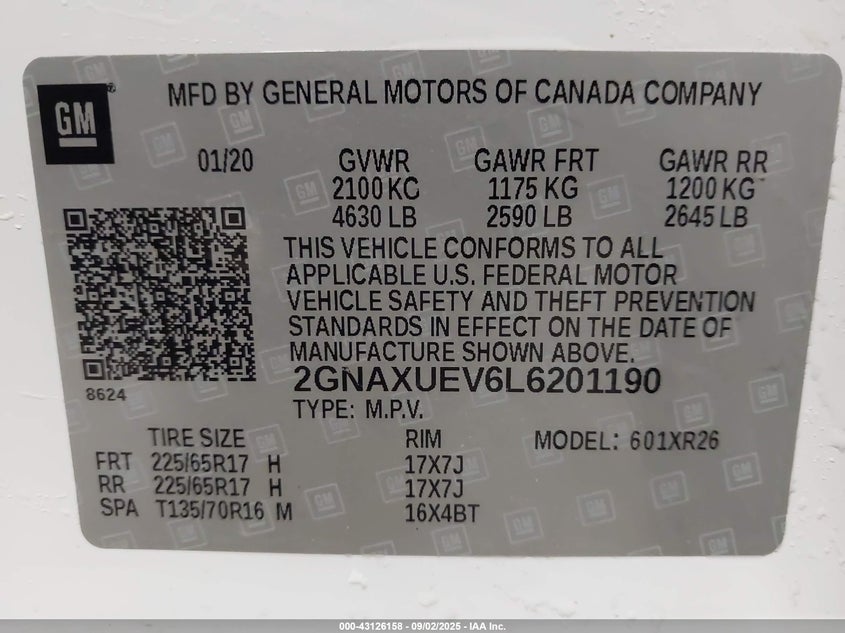 GM
MFD BY GENERAL MOTORS OF CANADA COMPANY
01/20 GVWR GAWR FRT GAWR RR
2100 KG 1175 KG 1200 KG
4630 LB 2590 LB 2645 LB
THIS VEHICLE CONFORMS TO ALL
APPLICABLE U.S. FEDERAL MOTOR
VEHICLE SAFETY AND THEFT PREVENTION
STANDARDS IN EFFECT ON THE DATE OF
MANUFACTURE SHOWN ABOVE.
8624
2GNAXUEV6L6201190
TYPE: M.P.V.
TIRE SIZE RIM MODEL: 601XR26
FRT 225/65R17 H 17X7J
RR 225/65R17 H 17X7J
SPA T135/70R16 M 16X4BT
000-43126158 - 09/02/2025 - IAA Inc.